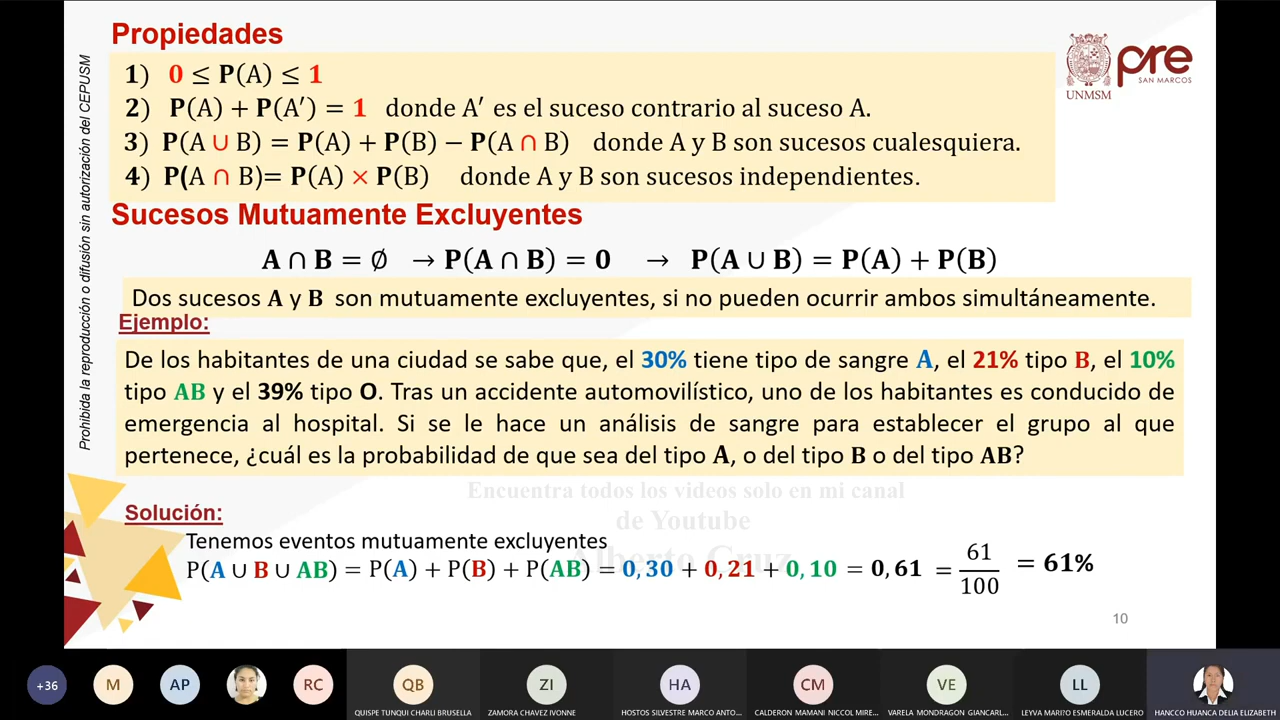 Propiedades
1) 0 ≤ P(A) ≤ 1
2) P(A) + P(A′) = 1 donde A′ es el suceso contrario al suceso A.
3) P(A ∪ B) = P(A) + P(B) − P(A ∩ B) donde A y B son sucesos cualesquiera.
4) P(A ∩ B)= P(A) × P(B) donde A y B son sucesos independientes.
UNMSM
pre
SAN MARCOS
Prohibida la reproducción o difusión sin autorización del CEPUSM
Sucesos Mutuamente Excluyentes
A ∩ B = ∅ → P(A ∩ B) = 0 → P(A ∪ B) = P(A) + P(B)
Dos sucesos A y B son mutuamente excluyentes, si no pueden ocurrir ambos simultáneamente.
Ejemplo:
De los habitantes de una ciudad se sabe que, el 30% tiene tipo de sangre A, el 21% tipo B, el 10%
tipo AB y el 39% tipo O. Tras un accidente automovilístico, uno de los habitantes es conducido de
emergencia al hospital. Si se le hace un análisis de sangre para establecer el grupo al que
pertenece, ¿cuál es la probabilidad de que sea del tipo A, o del tipo B o del tipo AB?
Encuentra todos los videos solo en mi canal
de Youtube
Alberto Cruz
Solución:
Tenemos eventos mutuamente excluyentes
P(A ∪ B ∪ AB) = P(A) + P(B) + P(AB) = 0,30 + 0,21 + 0,10 = 0,61 = 61/100 = 61%
10
+36 M AP RC QB ZI HA CM VE LL
QUISPE TUNQUI CHARLI BRUSELLA ZAMORA CHAVEZ IVONNE HOSTOS SILVESTRE MARCO ANTO... CALDERON MAMANI NICCOL MIRE... VARELA MONDRAGON GIANCARL... LEYVA MARIÑO ESMERALDA LUCERO HANCCO HUANCA DELIA ELIZABETH